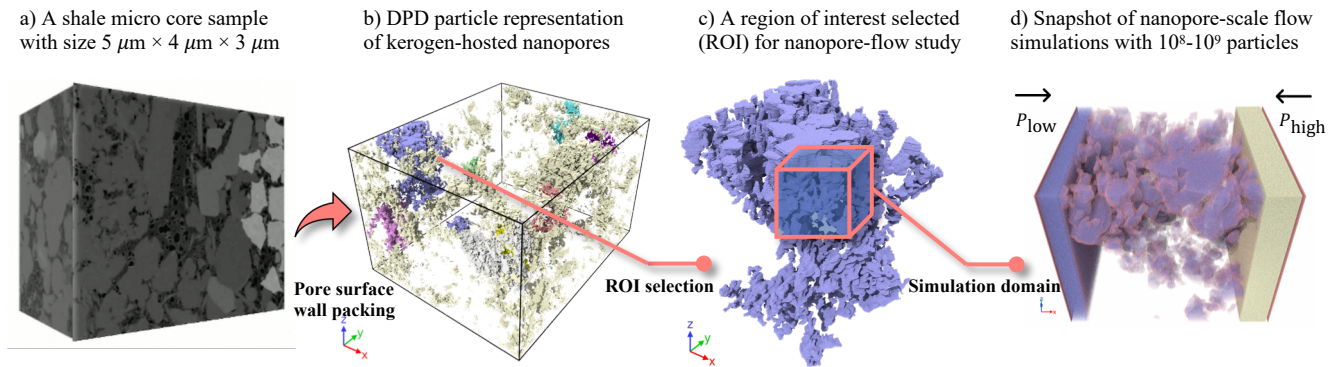 a) A shale micro core sample
with size 5 μm × 4 μm × 3 μm
b) DPD particle representation
of kerogen-hosted nanopores
c) A region of interest selected
(ROI) for nanopore-flow study
d) Snapshot of nanopore-scale flow
simulations with 10⁸-10⁹ particles
Plow
Phigh
Pore surface
wall packing
ROI selection
Simulation domain
z
y
x
z
y
x